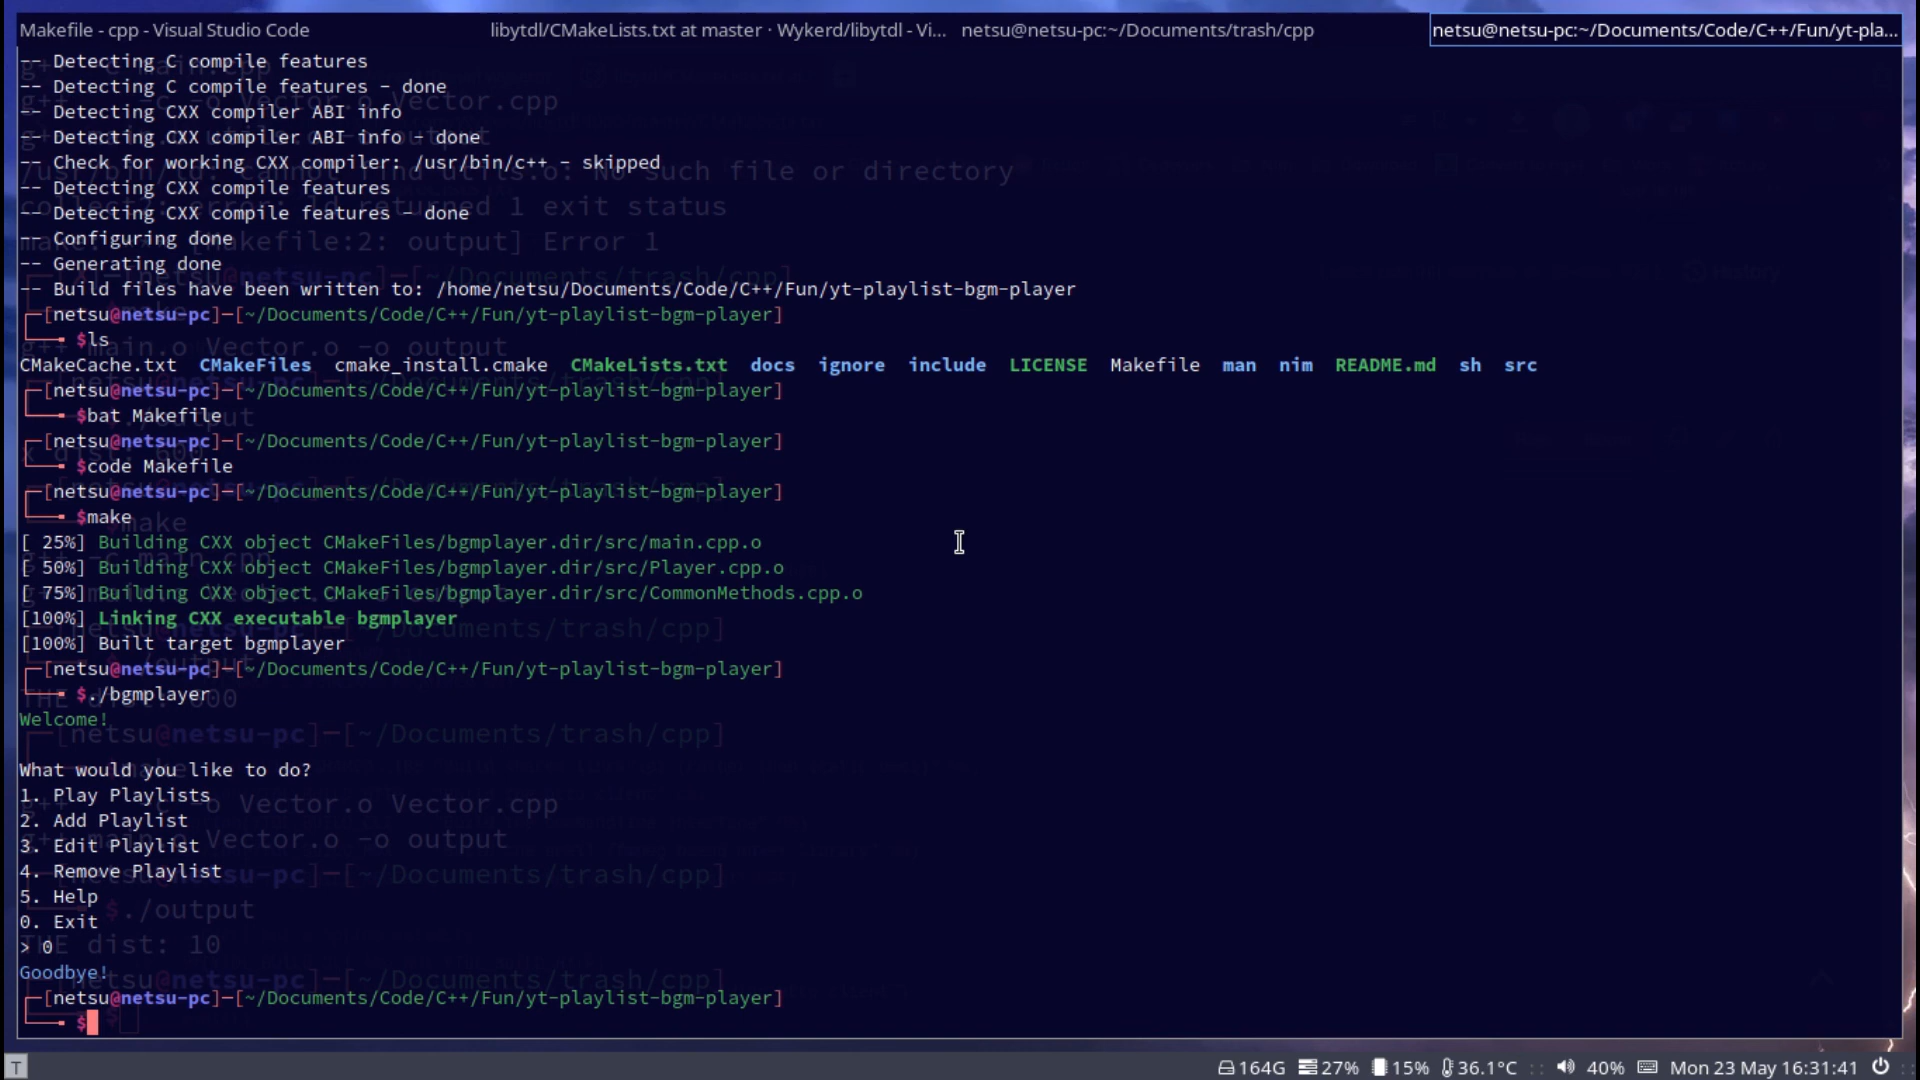 Makefile - cpp - Visual Studio Code
libytdl/CMakeLists.txt at master · Wykerd/libytdl - Vi...
netsu@netsu-pc:~/Documents/trash/cpp
netsu@netsu-pc:~/Documents/Code/C++/Fun/yt-pla...
-- Detecting C compile features
-- Detecting C compile features - done
-- Detecting CXX compiler ABI info
-- Detecting CXX compiler ABI info - done
-- Check for working CXX compiler: /usr/bin/c++ - skipped
-- Detecting CXX compile features
-- Detecting CXX compile features - done
-- Configuring done
-- Generating done
-- Build files have been written to: /home/netsu/Documents/Code/C++/Fun/yt-playlist-bgm-player
┌─[netsu@netsu-pc]─[~/Documents/Code/C++/Fun/yt-playlist-bgm-player]
└──╼ $ls
CMakeCache.txt CMakeFiles cmake_install.cmake CMakeLists.txt docs ignore include LICENSE Makefile man nim README.md sh src
┌─[netsu@netsu-pc]─[~/Documents/Code/C++/Fun/yt-playlist-bgm-player]
└──╼ $bat Makefile
┌─[netsu@netsu-pc]─[~/Documents/Code/C++/Fun/yt-playlist-bgm-player]
└──╼ $code Makefile
┌─[netsu@netsu-pc]─[~/Documents/Code/C++/Fun/yt-playlist-bgm-player]
└──╼ $make
[ 25%] Building CXX object CMakeFiles/bgmplayer.dir/src/main.cpp.o
[ 50%] Building CXX object CMakeFiles/bgmplayer.dir/src/Player.cpp.o
[ 75%] Building CXX object CMakeFiles/bgmplayer.dir/src/CommonMethods.cpp.o
[100%] Linking CXX executable bgmplayer
[100%] Built target bgmplayer
┌─[netsu@netsu-pc]─[~/Documents/Code/C++/Fun/yt-playlist-bgm-player]
└──╼ $./bgmplayer
Welcome!
What would you like to do?
1. Play Playlists
2. Add Playlist
3. Edit Playlist
4. Remove Playlist
5. Help
0. Exit
> 0
Goodbye!
┌─[netsu@netsu-pc]─[~/Documents/Code/C++/Fun/yt-playlist-bgm-player]
└──╼ $
T
164G 27% 15% 36.1°C 40% Mon 23 May 16:31:41